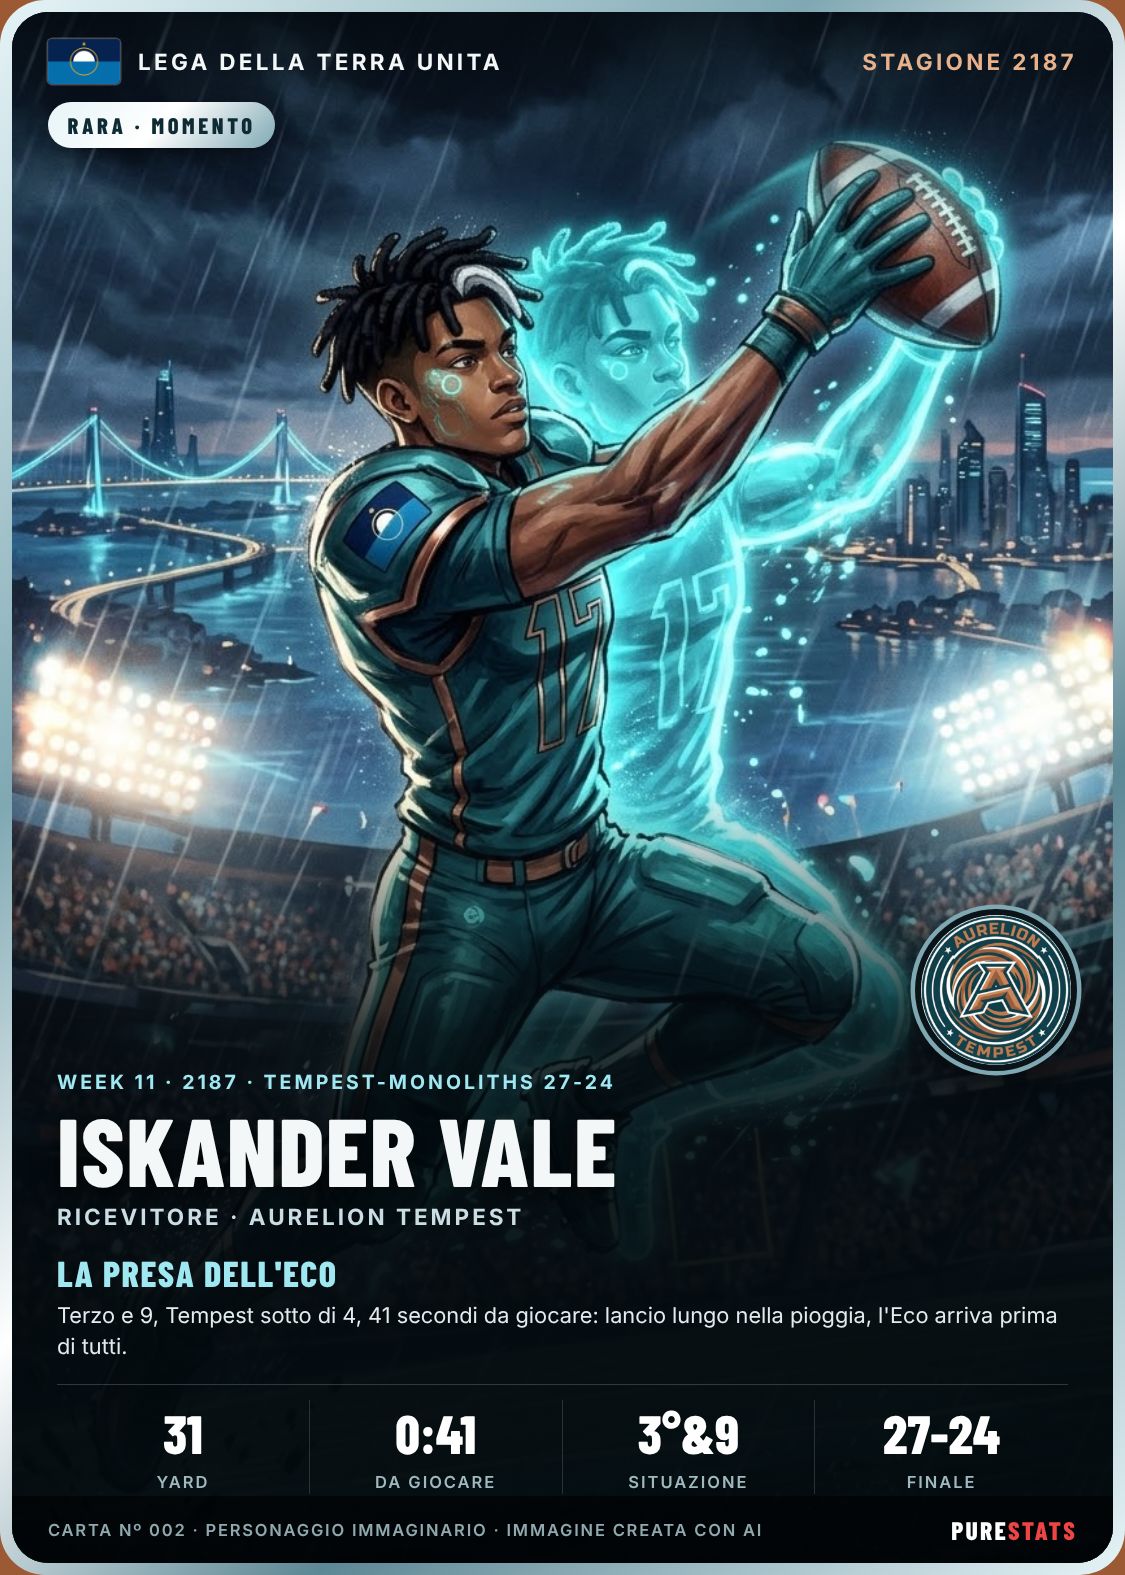 LEGA DELLA TERRA UNITA
STAGIONE 2187
RARA · MOMENTO
17
17
AURELION
A
TEMPEST
WEEK 11 · 2187 · TEMPEST-MONOLITHS 27-24
ISKANDER VALE
RICEVITORE · AURELION TEMPEST
LA PRESA DELL'ECO
Terzo e 9, Tempest sotto di 4, 41 secondi da giocare: lancio lungo nella pioggia, l'Eco arriva prima
di tutti.
31
YARD
0:41
DA GIOCARE
3°&9
SITUAZIONE
27-24
FINALE
CARTA Nº 002 · PERSONAGGIO IMMAGINARIO · IMMAGINE CREATA CON AI
PURESTATS